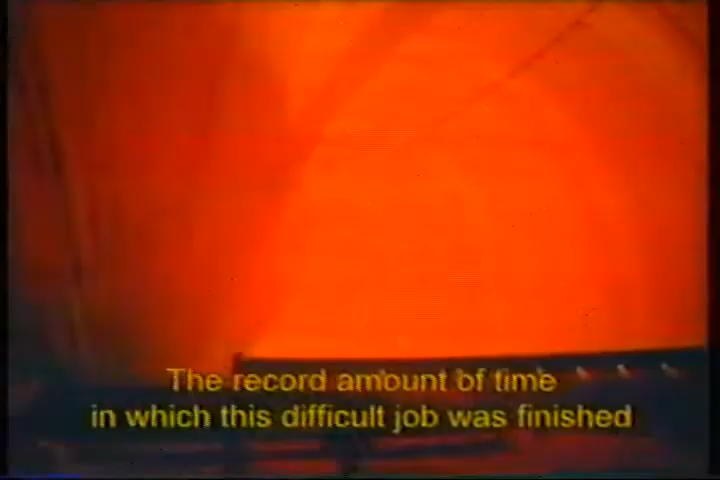 The record amount of time
in which this difficult job was finished